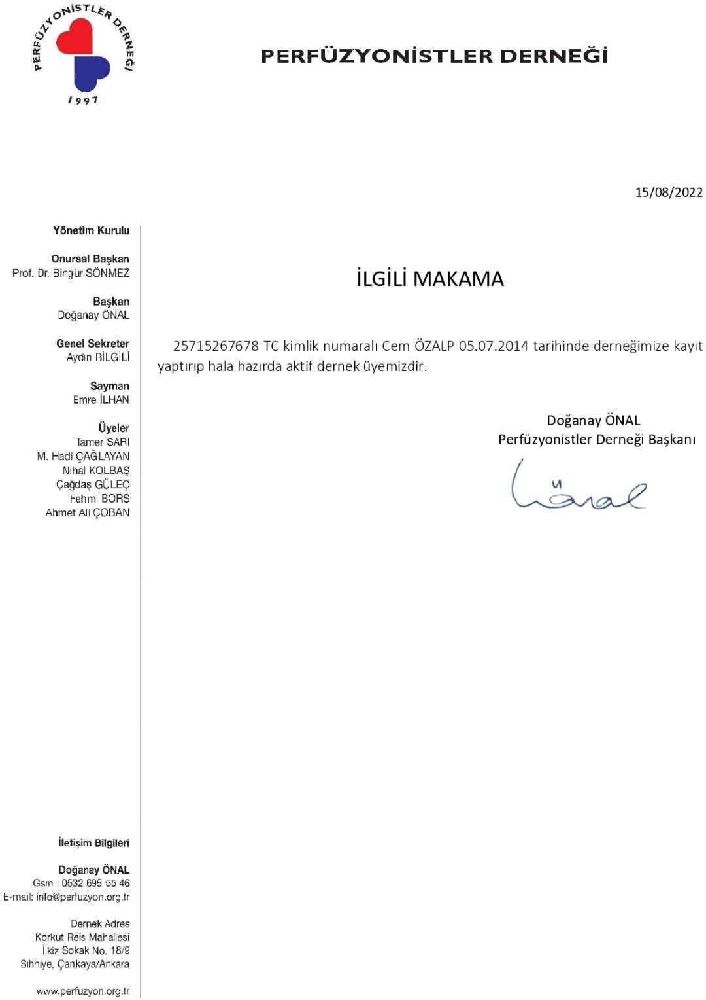 PERFÜZYONİSTLER DERNEĞİ
1997
PERFÜZYONİSTLER DERNEĞİ
15/08/2022
Yönetim Kurulu
Onursal Başkan
Prof. Dr. Bingür SÖNMEZ
Başkan
Doğanay ÖNAL
Genel Sekreter
Aydın BİLGİLİ
Sayman
Emre İLHAN
Üyeler
Tamer SARI
M. Hadi ÇAĞLAYAN
Nihal KOLBAŞ
Çağdaş GÜLEÇ
Fehmi BORS
Ahmet Ali ÇOBAN
İLGİLİ MAKAMA
25715267678 TC kimlik numaralı Cem ÖZALP 05.07.2014 tarihinde derneğimize kayıt
yaptırıp hala hazırda aktif dernek üyemizdir.
Doğanay ÖNAL
Perfüzyonistler Derneği Başkanı
İletişim Bilgileri
Doğanay ÖNAL
Gsm : 0532 695 55 46
E-mail: info@perfuzyon.org.tr
Dernek Adres
Korkut Reis Mahallesi
İlkiz Sokak No. 18/9
Sıhhıye, Çankaya/Ankara
www.perfuzyon.org.tr